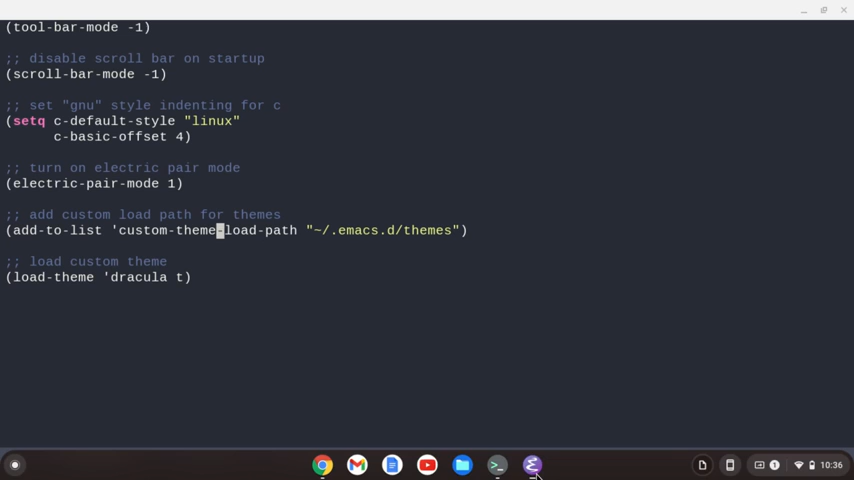 (tool-bar-mode -1)
;; disable scroll bar on startup
(scroll-bar-mode -1)
;; set "gnu" style indenting for c
(setq c-default-style "linux"
c-basic-offset 4)
;; turn on electric pair mode
(electric-pair-mode 1)
;; add custom load path for themes
(add-to-list 'custom-theme-load-path "~/.emacs.d/themes")
;; load custom theme
(load-theme 'dracula t)
1 10:36